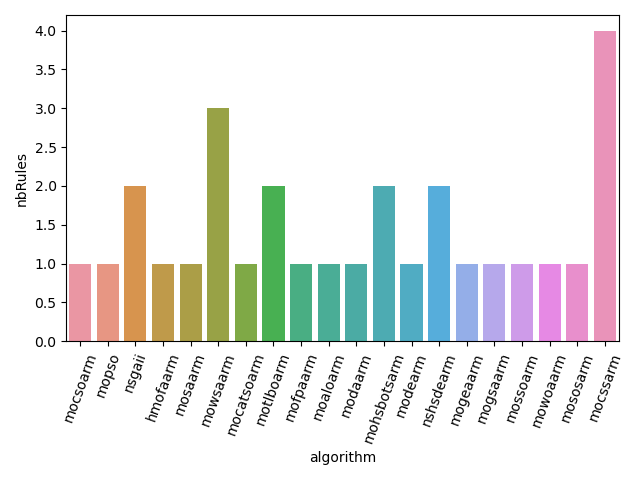 4.0
3.5
3.0
2.5
2.0
1.5
1.0
0.5
0.0
nbRules
mocsoarm
mopso
nsgaii
hmofaarm
mosaarm
mowsaarm
mocatsoarm
motlboarm
mofpaarm
moaloarm
modaarm
mohsbotsarm
modearm
nshsdearm
mogeaarm
mogsaarm
mossoarm
mowoaarm
mososarm
mocssarm
algorithm